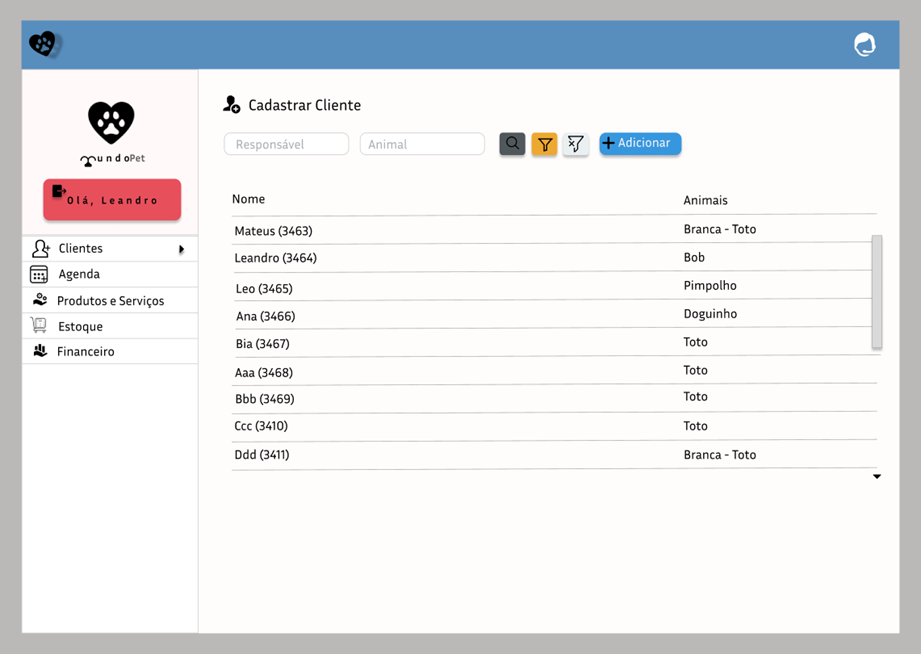 mundoPet
Olá, Leandro
Clientes
Agenda
Produtos e Serviços
Estoque
Financeiro
Cadastrar Cliente
Responsável Animal Adicionar
Nome Animais
Mateus (3463) Branca - Toto
Leandro (3464) Bob
Leo (3465) Pimpolho
Ana (3466) Doguinho
Bia (3467) Toto
Aaa (3468) Toto
Bbb (3469) Toto
Ccc (3410) Toto
Ddd (3411) Branca - Toto